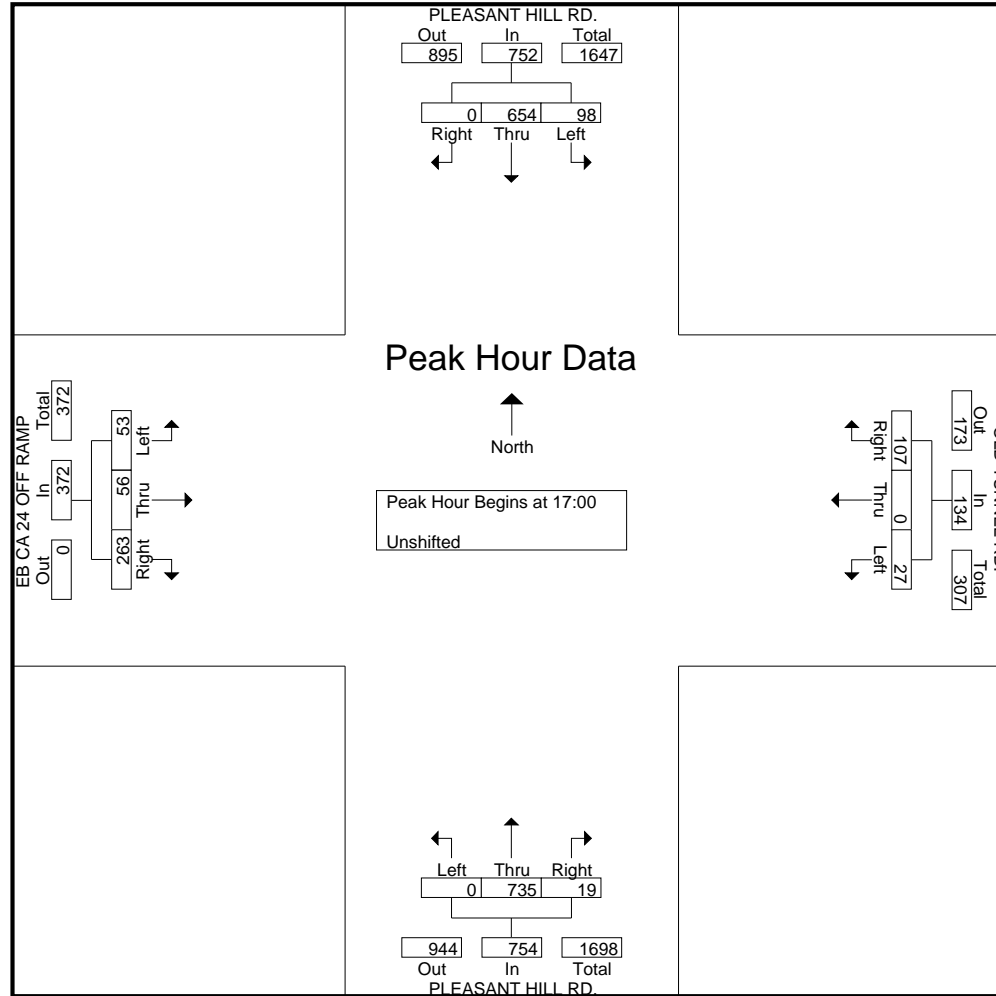 PLEASANT HILL RD.
Out In Total
895 752 1647
0 654 98
Right Thru Left
Peak Hour Data
North
Peak Hour Begins at 17:00
Unshifted
EB CA 24 OFF RAMP
Total In Out
372 372 0
53 56 263
Left Thru Right
Out In Total
173 134 307
107 0 27
Right Thru Left
Left Thru Right
0 735 19
944 754 1698
Out In Total
PLEASANT HILL RD.